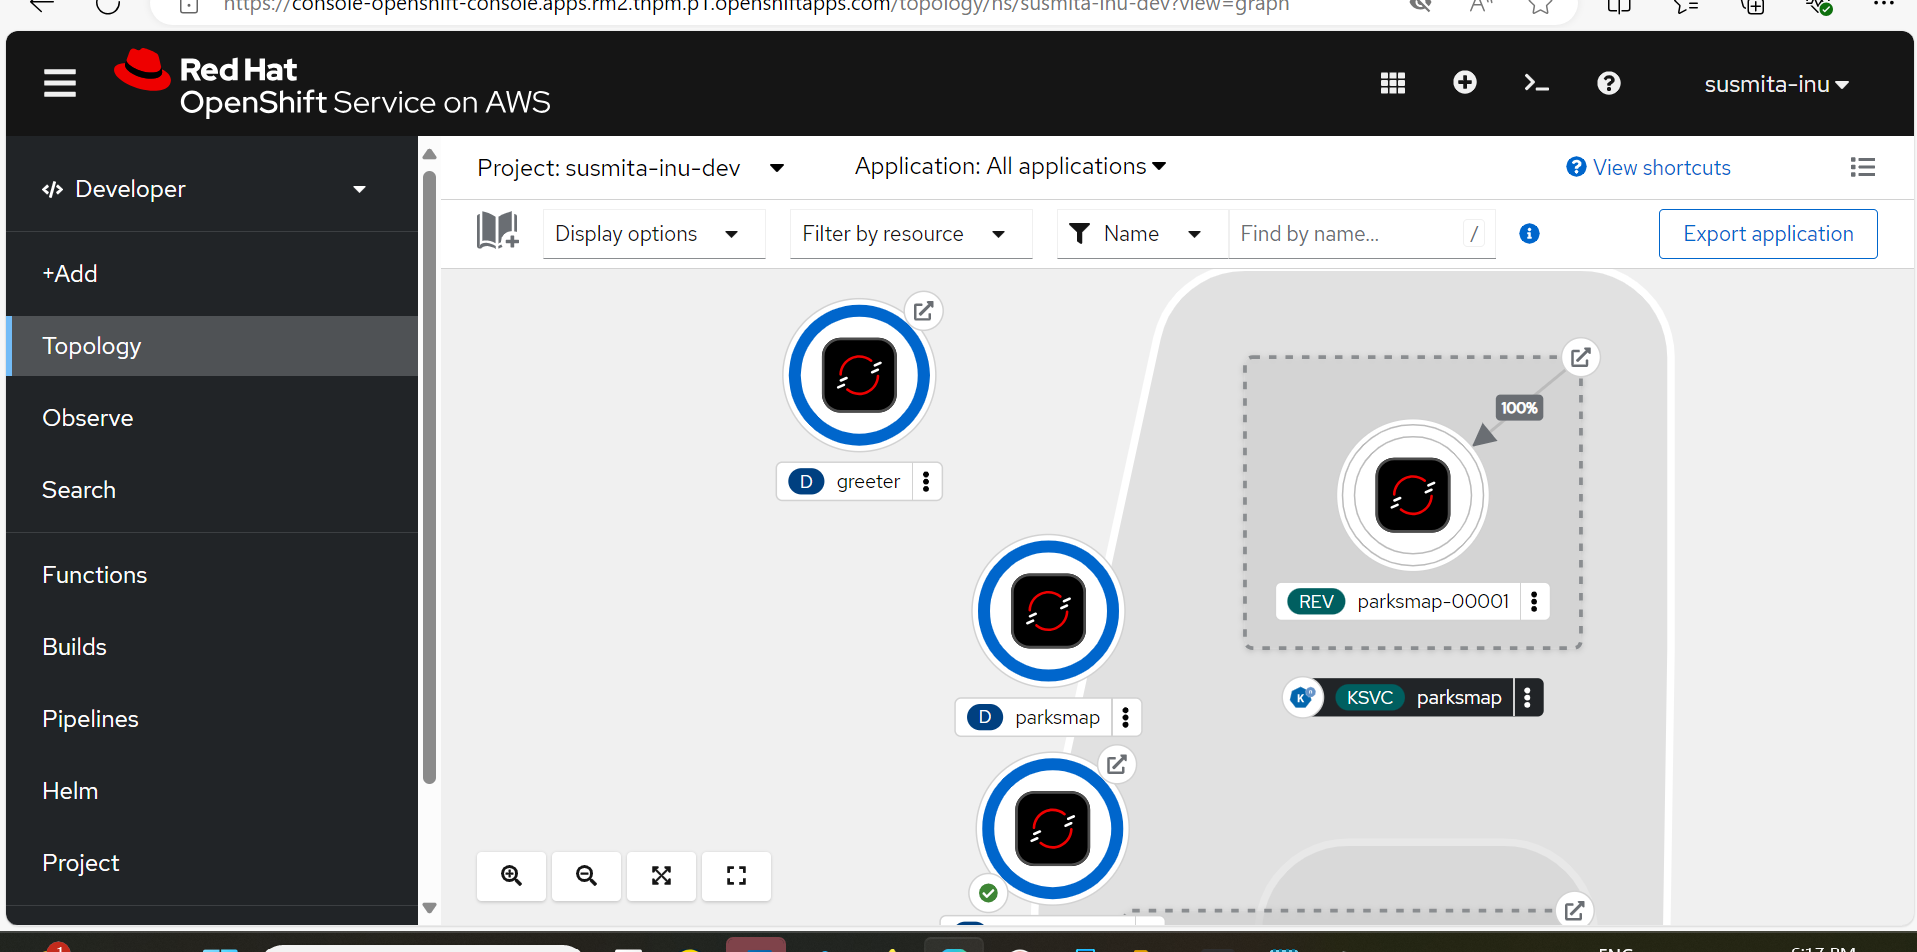 https://console-openshift-console.apps.rm2.thpm.p1.openshiftapps.com/topology/ns/susmita-inu-dev?view=graph
Red Hat
OpenShift Service on AWS
susmita-inu
Developer
Project: susmita-inu-dev
Application: All applications
View shortcuts
Display options
Filter by resource
Name
Find by name...
/
Export application
+Add
Topology
Observe
Search
Functions
Builds
Pipelines
Helm
Project
D greeter
100%
REV parksmap-00001
KSVC parksmap
D parksmap
1